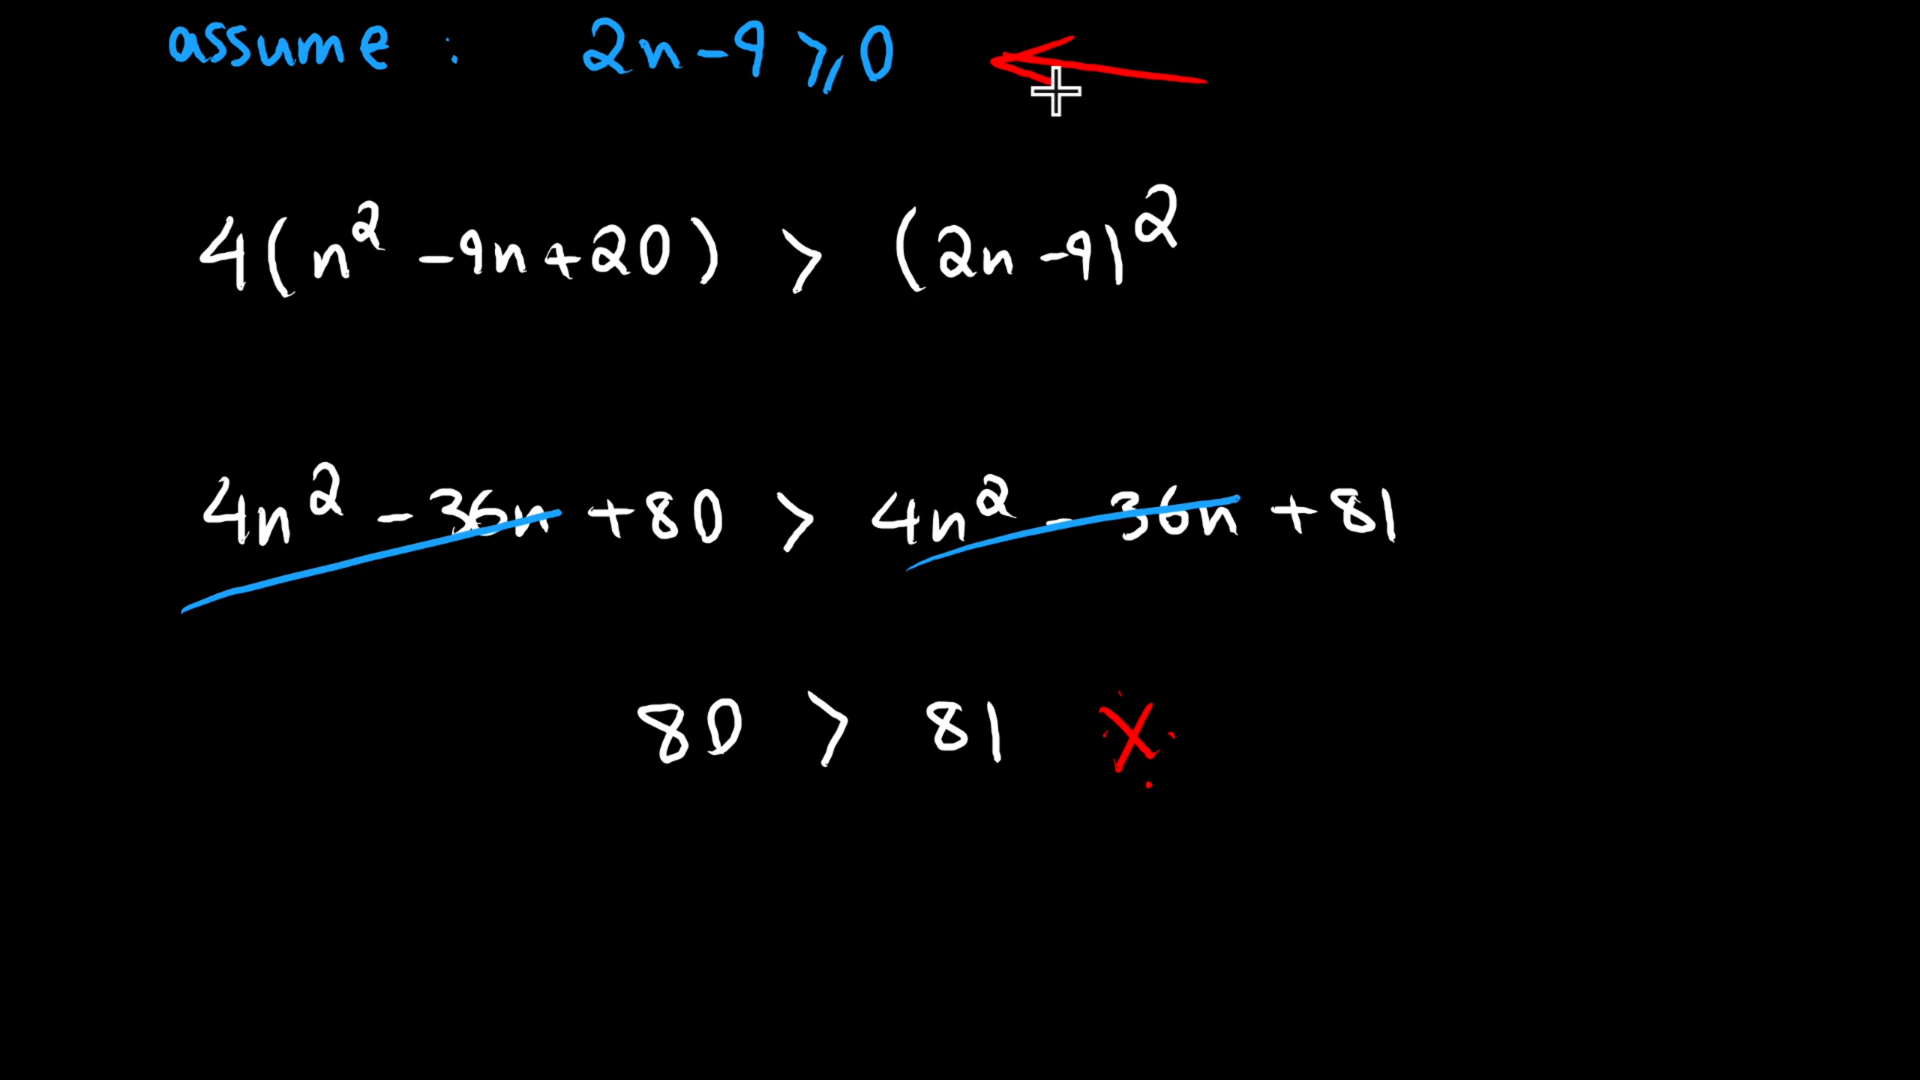 assume : 2n-9 ⩾ 0
4(n² -9n+20) > (2n-9)²
4n² - 36n +80 > 4n² - 36n +81
80 > 81 x